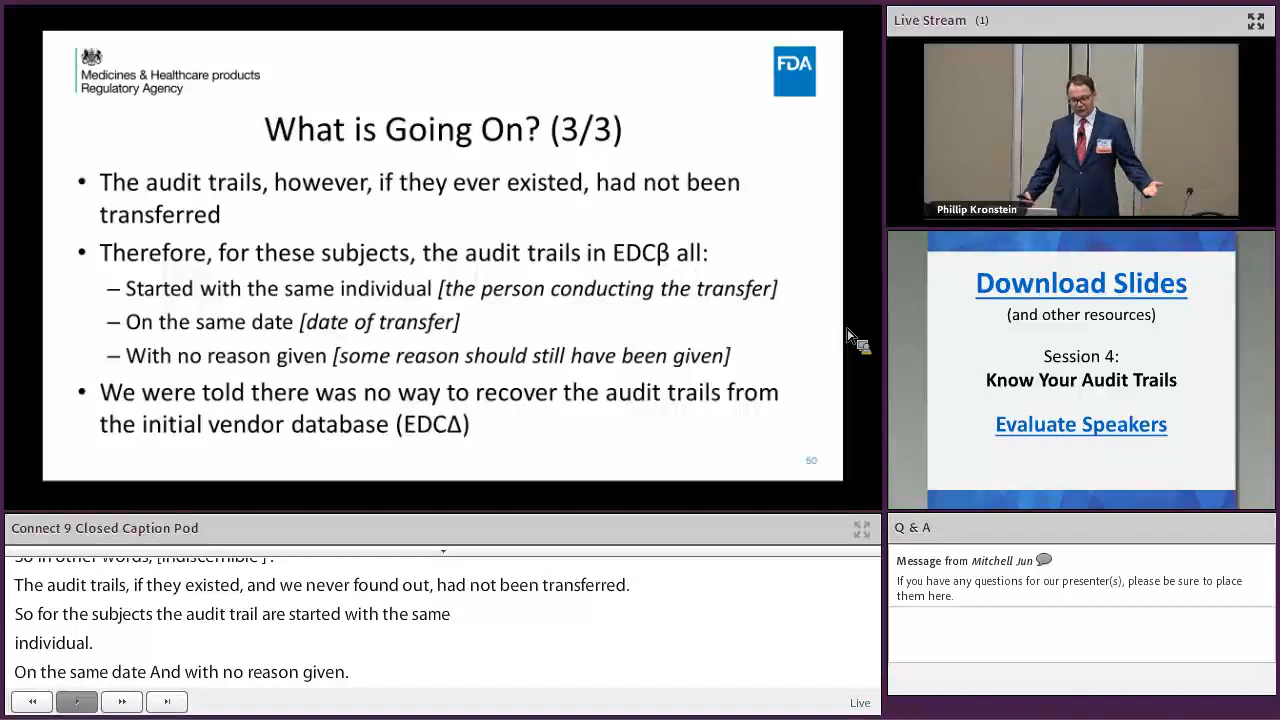 Medicines & Healthcare products
Regulatory Agency
FDA
What is Going On? (3/3)
• The audit trails, however, if they ever existed, had not been
transferred
• Therefore, for these subjects, the audit trails in EDCβ all:
– Started with the same individual [the person conducting the transfer]
– On the same date [date of transfer]
– With no reason given [some reason should still have been given]
• We were told there was no way to recover the audit trails from
the initial vendor database (EDCΔ)
50
Connect 9 Closed Caption Pod
So in other words, [indiscernible ] .
The audit trails, if they existed, and we never found out, had not been transferred.
So for the subjects the audit trail are started with the same
individual.
On the same date And with no reason given.
Live
Live Stream (1)
Phillip Kronstein
Download Slides
(and other resources)
Session 4:
Know Your Audit Trails
Evaluate Speakers
Q & A
Message from Mitchell Jun
If you have any questions for our presenter(s), please be sure to place
them here.